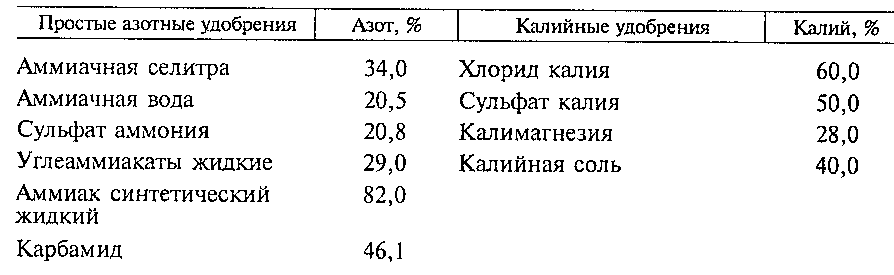 Простые азотные удобрения Азот, % Калийные удобрения Калий, %
Аммиачная селитра 34,0 Хлорид калия 60,0
Аммиачная вода 20,5 Сульфат калия 50,0
Сульфат аммония 20,8 Калимагнезия 28,0
Углеаммиакаты жидкие 29,0 Калийная соль 40,0
Аммиак синтетический 82,0
жидкий
Карбамид 46,1